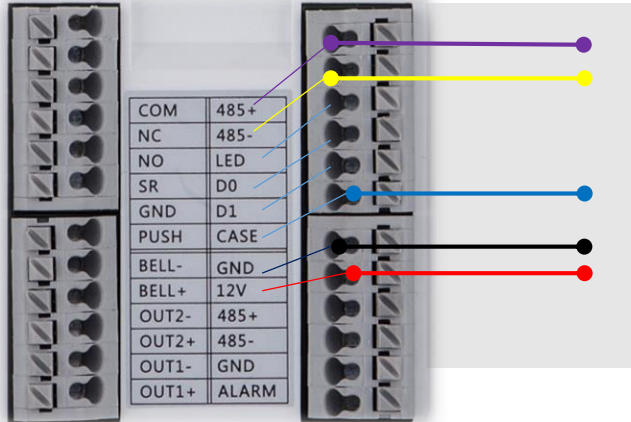 COM 485+
NC 485-
NO LED
SR D0
GND D1
PUSH CASE
BELL- GND
BELL+ 12V
OUT2- 485+
OUT2+ 485-
OUT1- GND
OUT1+ ALARM